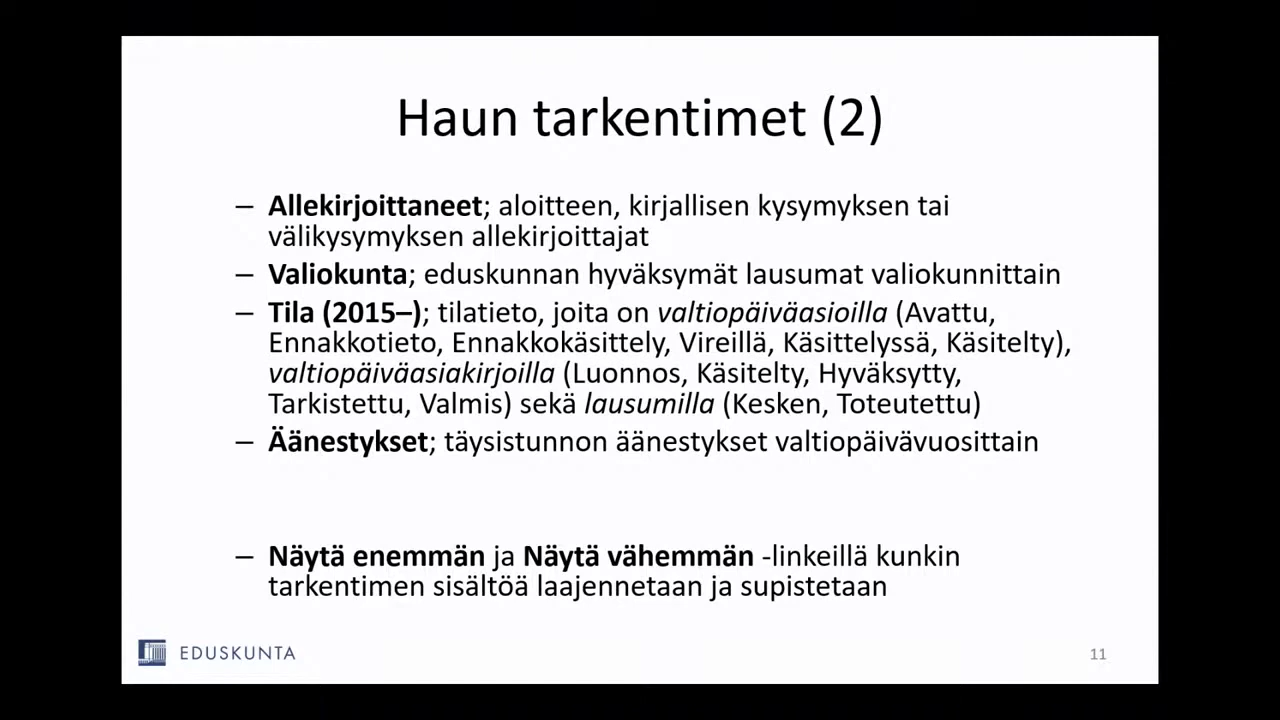 Haun tarkentimet (2)
– Allekirjoittaneet; aloitteen, kirjallisen kysymyksen tai
välikysymyksen allekirjoittajat
– Valiokunta; eduskunnan hyväksymät lausumat valiokunnittain
– Tila (2015–); tilatieto, joita on valtiopäiväasioilla (Avattu,
Ennakkotieto, Ennakkokäsittely, Vireillä, Käsittelyssä, Käsitelty),
valtiopäiväasiakirjoilla (Luonnos, Käsitelty, Hyväksytty,
Tarkistettu, Valmis) sekä lausumilla (Kesken, Toteutettu)
– Äänestykset; täysistunnon äänestykset valtiopäivävuosittain
– Näytä enemmän ja Näytä vähemmän -linkeillä kunkin
tarkentimen sisältöä laajennetaan ja supistetaan
EDUSKUNTA
11